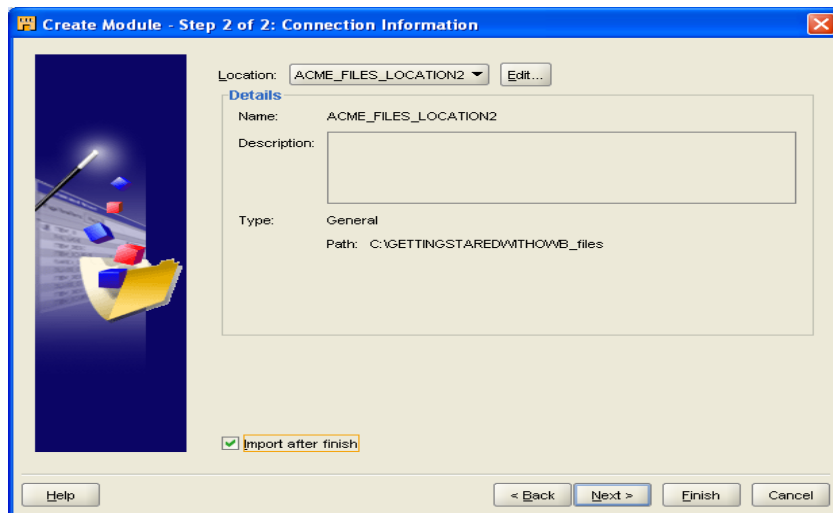 Create Module - Step 2 of 2: Connection Information
Location: ACME_FILES_LOCATION2 Edit...
Details
Name: ACME_FILES_LOCATION2
Description:
Type: General
Path: C:\GETTINGSTAREDWITHOWB_files
Import after finish
Help < Back Next > Finish Cancel